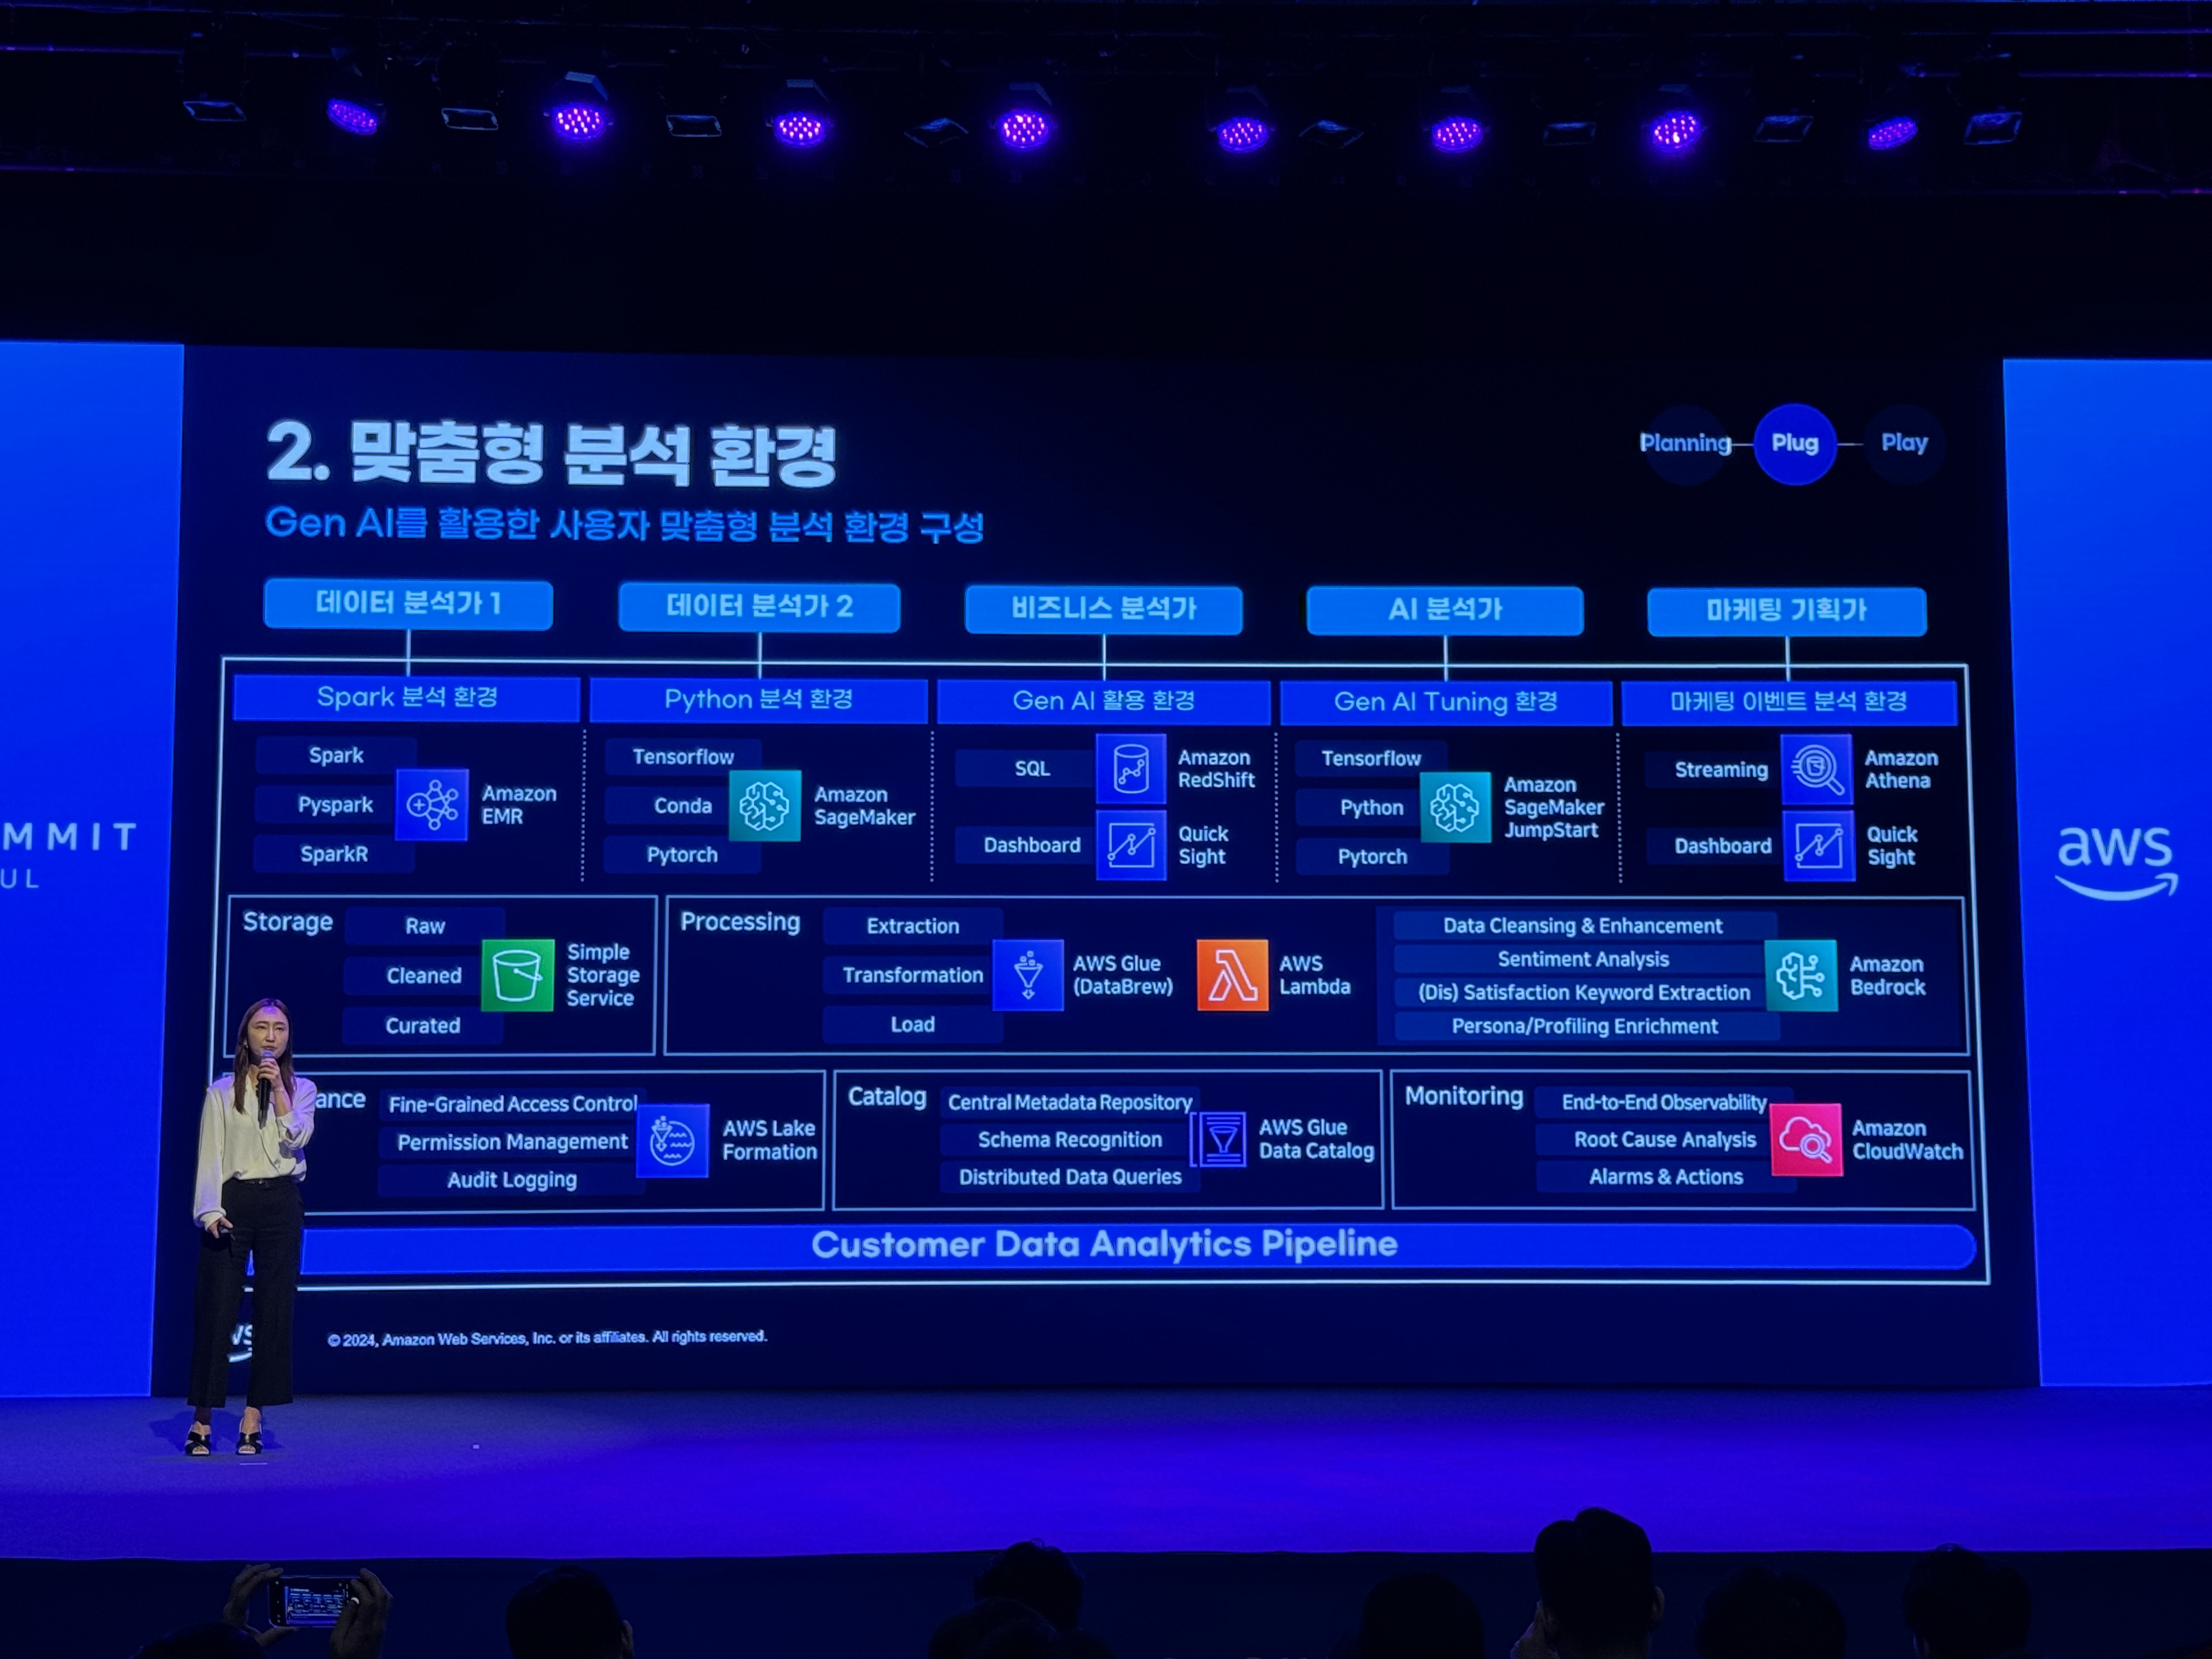 2. 맞춤형 분석 환경
Gen AI를 활용한 사용자 맞춤형 분석 환경 구성
Planning
Plug
Play
데이터 분석가 1
데이터 분석가 2
비즈니스 분석가
AI 분석가
마케팅 기획가
Spark 분석 환경
Python 분석 환경
Gen AI 활용 환경
Gen AI Tuning 환경
마케팅 이벤트 분석 환경
Spark
Pyspark
SparkR
Amazon
EMR
Tensorflow
Conda
Pytorch
Amazon
SageMaker
SQL
Dashboard
Amazon
RedShift
Quick
Sight
Tensorflow
Python
Pytorch
Amazon
SageMaker
JumpStart
Streaming
Dashboard
Amazon
Athena
Quick
Sight
Storage
Raw
Cleaned
Curated
Simple
Storage
Service
Processing
Extraction
Transformation
Load
AWS Glue
(DataBrew)
AWS
Lambda
Data Cleansing & Enhancement
Sentiment Analysis
(Dis) Satisfaction Keyword Extraction
Persona/Profiling Enrichment
Amazon
Bedrock
ance
Fine-Grained Access Control
Permission Management
Audit Logging
AWS Lake
Formation
Catalog
Central Metadata Repository
Schema Recognition
Distributed Data Queries
AWS Glue
Data Catalog
Monitoring
End-to-End Observability
Root Cause Analysis
Alarms & Actions
Amazon
CloudWatch
Customer Data Analytics Pipeline
© 2024, Amazon Web Services, Inc. or its affiliates. All rights reserved.
MMIT
UL
aws